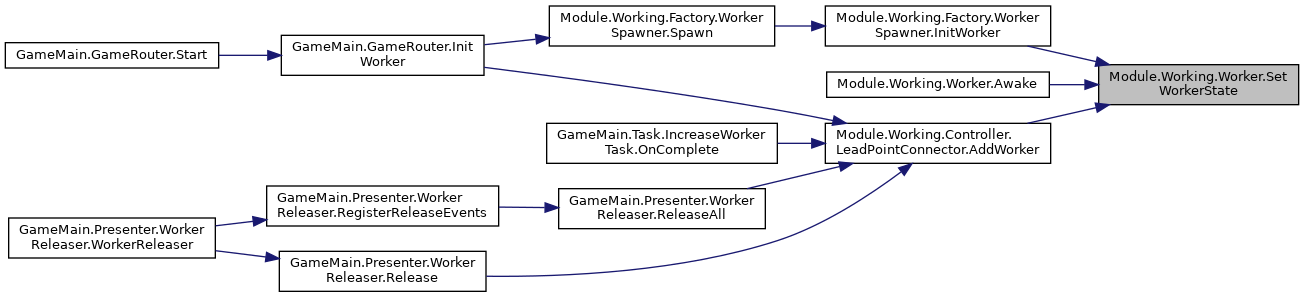 Module.Working.Factory.Worker
Spawner.Spawn
Module.Working.Factory.Worker
Spawner.InitWorker
GameMain.GameRouter.Start
GameMain.GameRouter.Init
Worker
Module.Working.Worker.Awake
Module.Working.Worker.Set
WorkerState
GameMain.Task.IncreaseWorker
Task.OnComplete
Module.Working.Controller.
LeadPointConnector.AddWorker
GameMain.Presenter.Worker
Releaser.RegisterReleaseEvents
GameMain.Presenter.Worker
Releaser.ReleaseAll
GameMain.Presenter.Worker
Releaser.WorkerReleaser
GameMain.Presenter.Worker
Releaser.Release